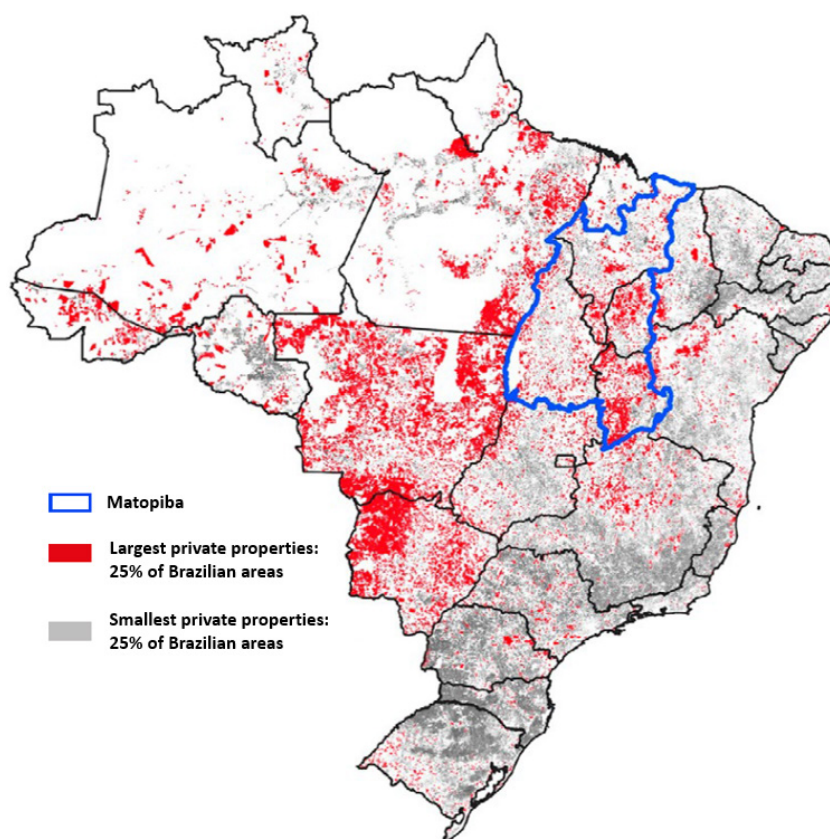 Matopiba
Largest private properties:
25% of Brazilian areas
Smallest private properties:
25% of Brazilian areas